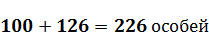 100 + 126 = 226 особей